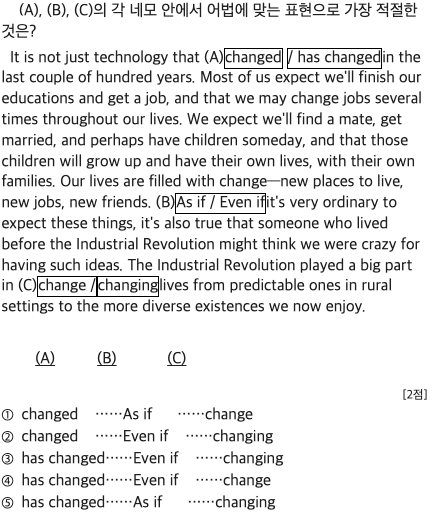 (A), (B), (C)의 각 네모 안에서 어법에 맞는 표현으로 가장 적절한
것은?
It is not just technology that (A)changed / has changedin the
last couple of hundred years. Most of us expect we'll finish our
educations and get a job, and that we may change jobs several
times throughout our lives. We expect we'll find a mate, get
married, and perhaps have children someday, and that those
children will grow up and have their own lives, with their own
families. Our lives are filled with change—new places to live,
new jobs, new friends. (B)As if / Even ifit's very ordinary to
expect these things, it's also true that someone who lived
before the Industrial Revolution might think we were crazy for
having such ideas. The Industrial Revolution played a big part
in (C)change /changinglives from predictable ones in rural
settings to the more diverse existences we now enjoy.
(A) (B) (C)
[2점]
① changed ······As if ······change
② changed ······Even if ······changing
③ has changed······Even if ······changing
④ has changed······Even if ······change
⑤ has changed······As if ······changing